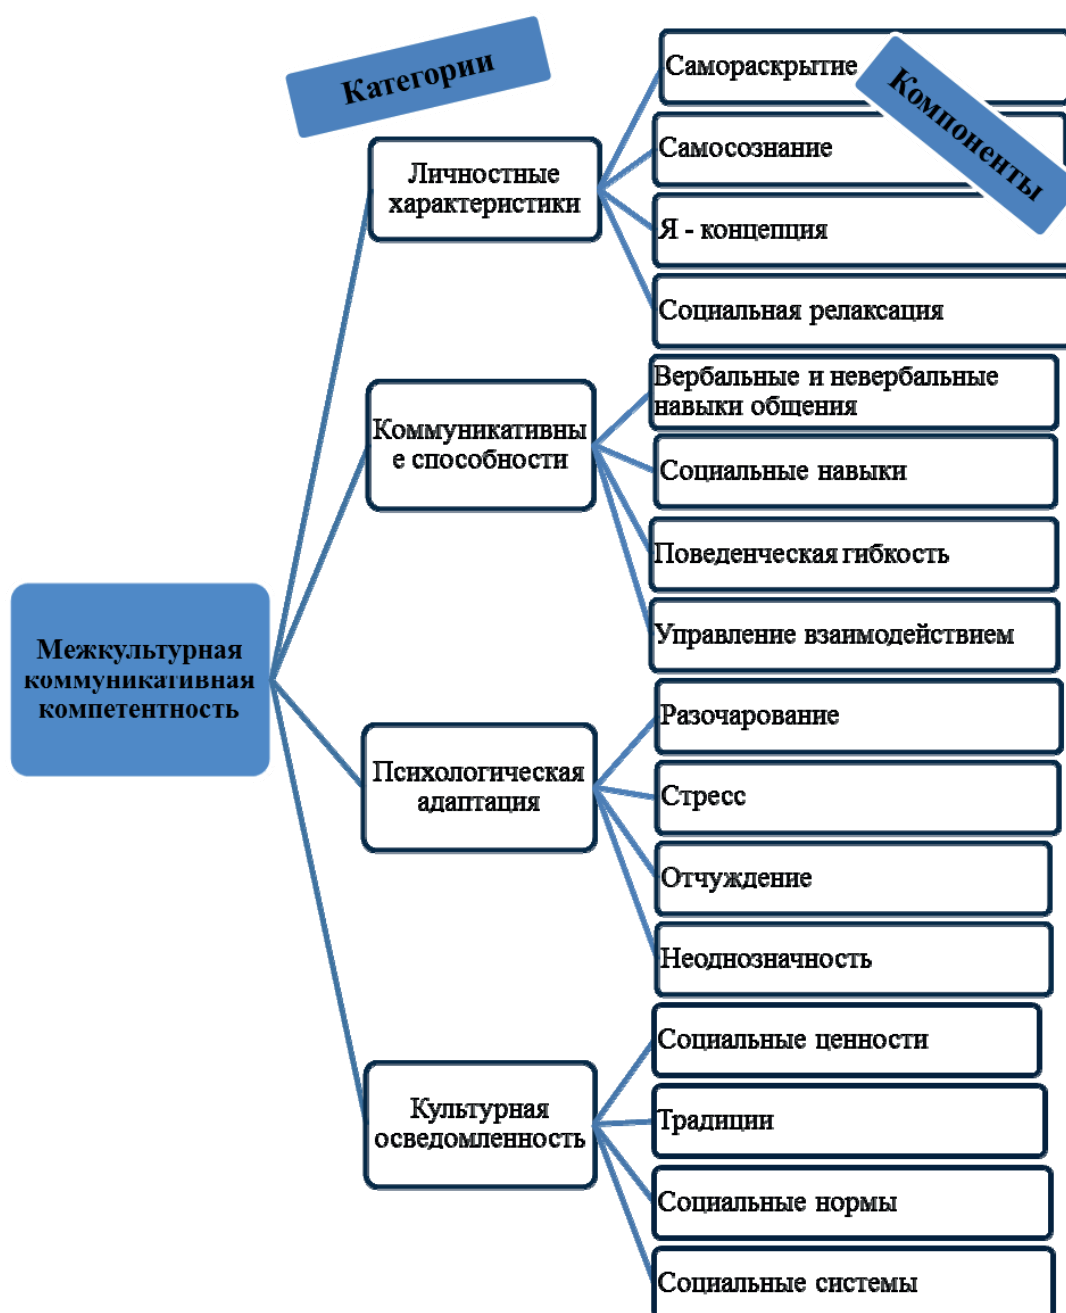 Категории
Компоненты
Межкультурная
коммуникативная
компетентность
Личностные
характеристики
Самораскрытие
Самосознание
Я - концепция
Социальная релаксация
Коммуникативны
е способности
Вербальные и невербальные
навыки общения
Социальные навыки
Поведенческая гибкость
Управление взаимодействием
Психологическая
адаптация
Разочарование
Стресс
Отчуждение
Неоднозначность
Культурная
осведомленность
Социальные ценности
Традиции
Социальные нормы
Социальные системы